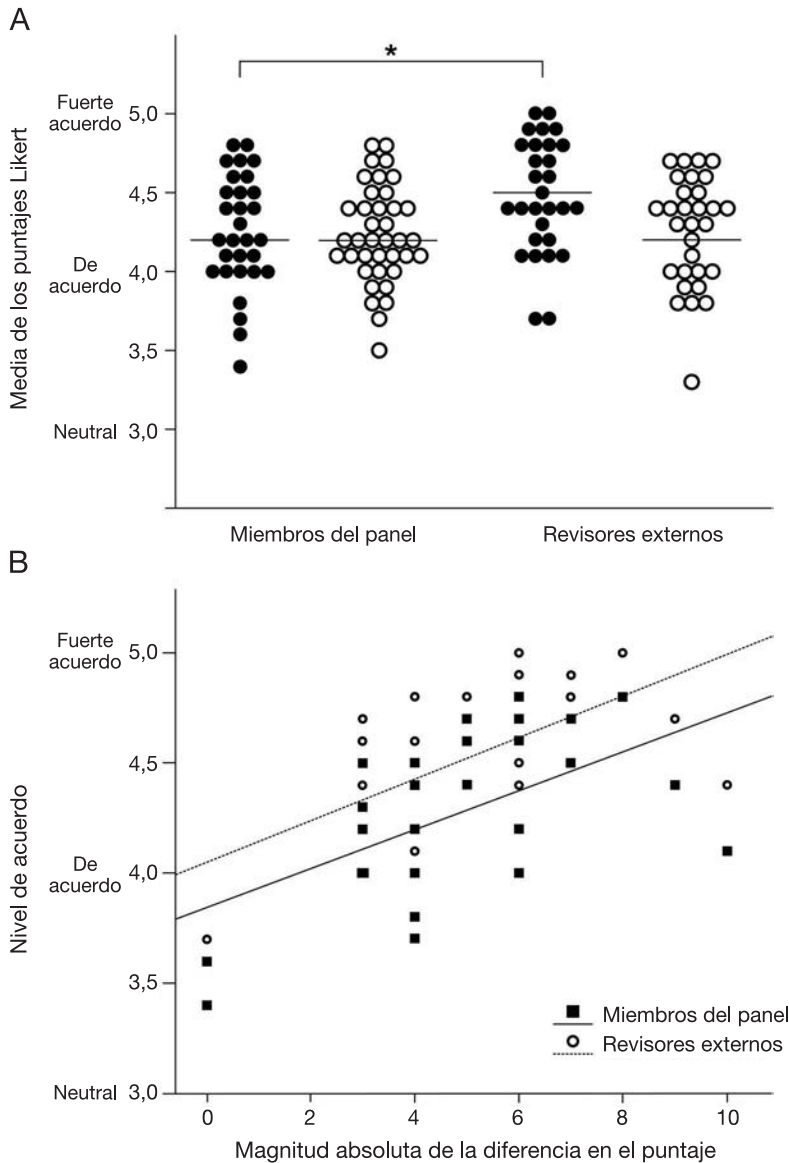 A
Media de los puntajes Likert
*
Fuerte
acuerdo
5,0
4,5
De
acuerdo
4,0
3,5
Neutral 3,0
Miembros del panel
Revisores externos
B
Nivel de acuerdo
Fuerte
acuerdo
5,0
4,5
De
acuerdo
4,0
3,5
Neutral 3,0
Miembros del panel
Revisores externos
0 2 4 6 8 10
Magnitud absoluta de la diferencia en el puntaje